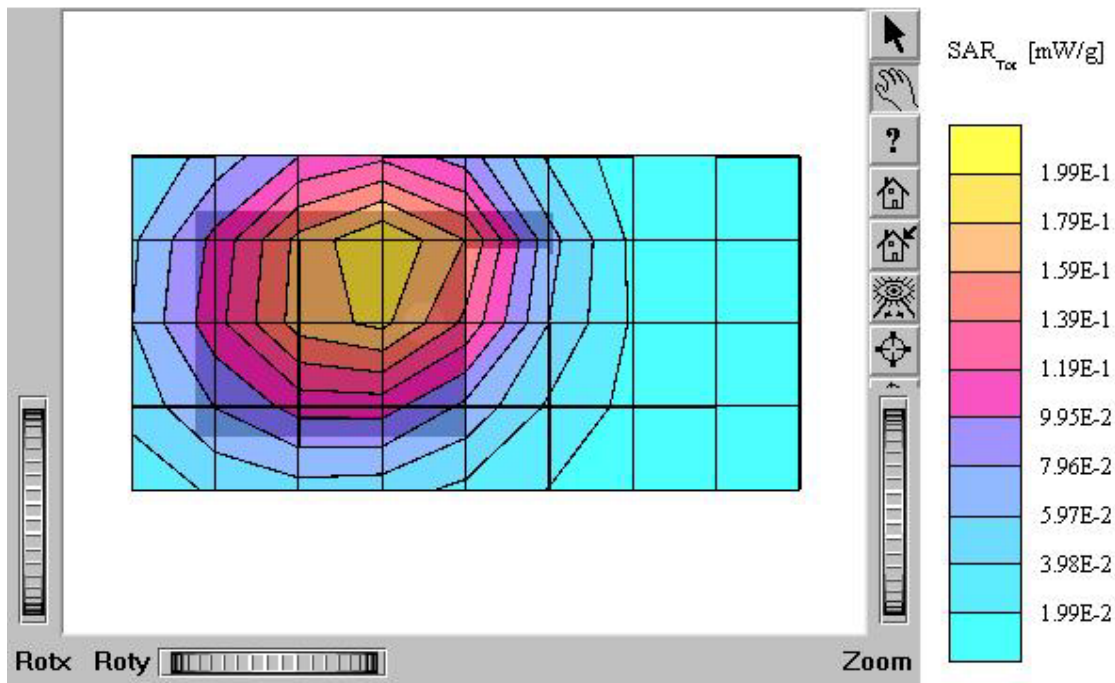 SAR_Tot [mW/g]
?
1.99E-1
1.79E-1
1.59E-1
1.39E-1
1.19E-1
9.95E-2
7.96E-2
5.97E-2
3.98E-2
1.99E-2
Rotx Roty Zoom